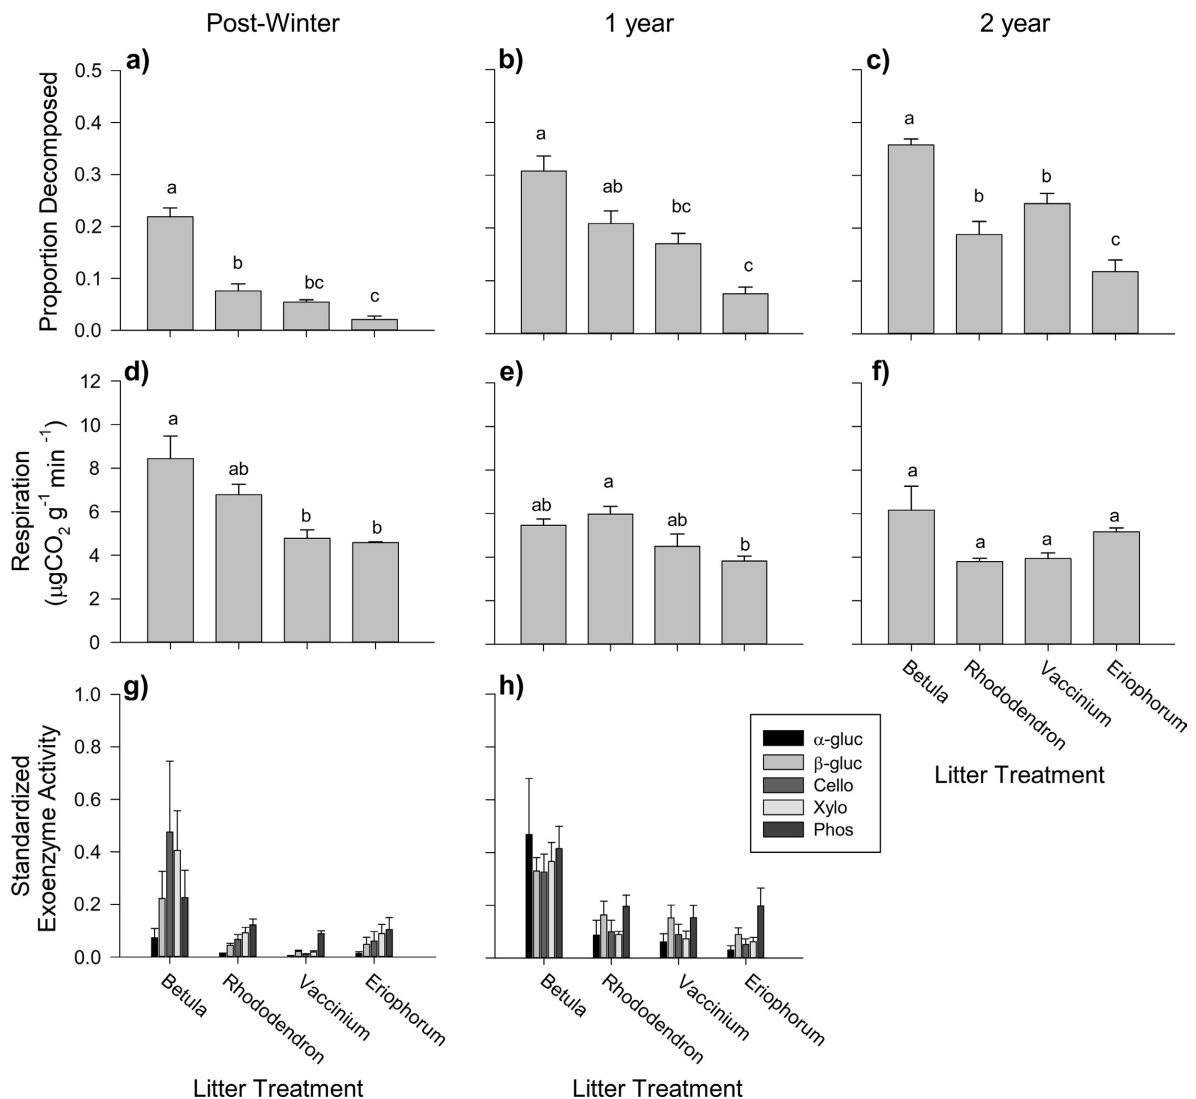 Post-Winter
1 year
2 year
a)
b)
c)
Proportion Decomposed
0.5
0.4
0.3
0.2
0.1
0.0
a
b
bc
c
a
ab
bc
c
a
b
b
c
d)
e)
f)
Respiration
(µgCO2 g-1 min -1)
12
10
8
6
4
2
0
a
ab
b
b
ab
a
ab
b
a
a
a
a
Betula
Rhododendron
Vaccinium
Eriophorum
Litter Treatment
g)
h)
Standardized
Exoenzyme Activity
1.0
0.8
0.6
0.4
0.2
0.0
α-gluc
β-gluc
Cello
Xylo
Phos
Betula
Rhododendron
Vaccinium
Eriophorum
Betula
Rhododendron
Vaccinium
Eriophorum
Litter Treatment
Litter Treatment